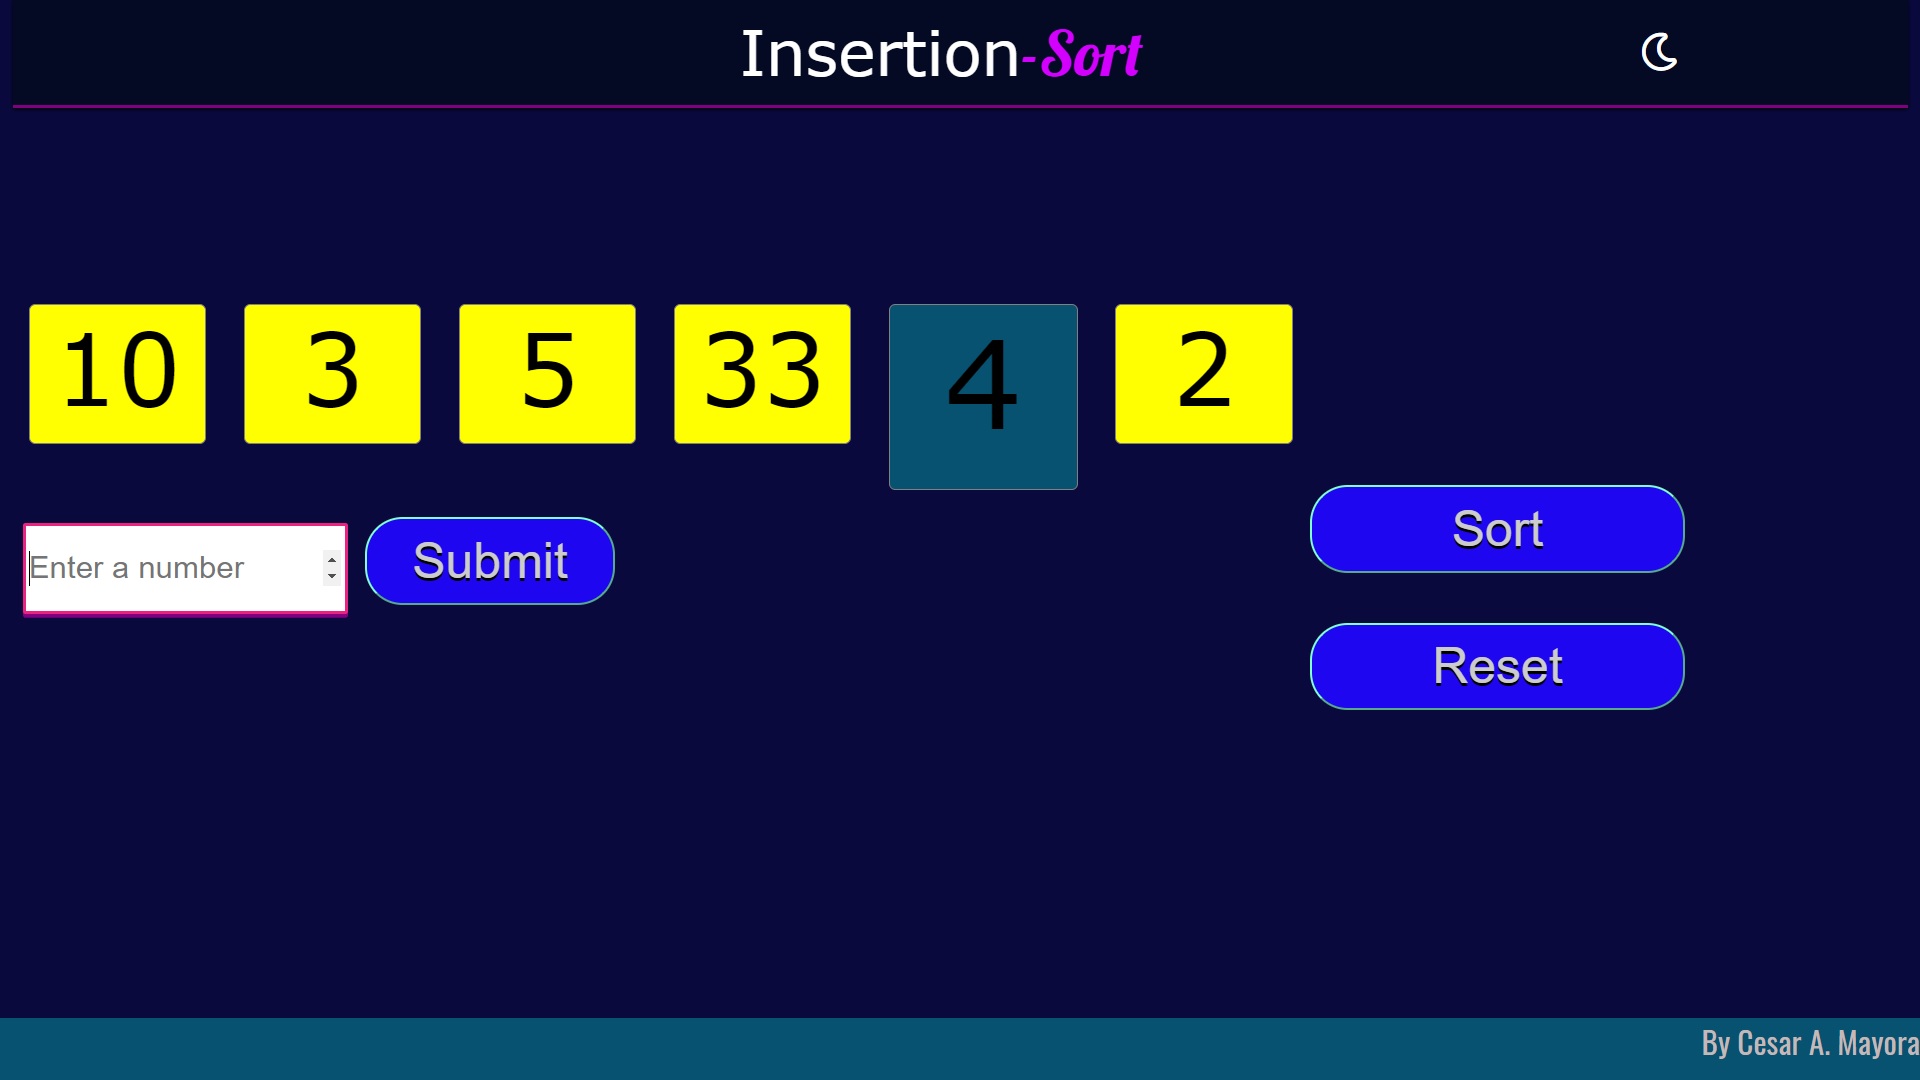 Insertion-Sort
10 3 5 33 4 2
Enter a number
Submit
Sort
Reset
By Cesar A. Mayora